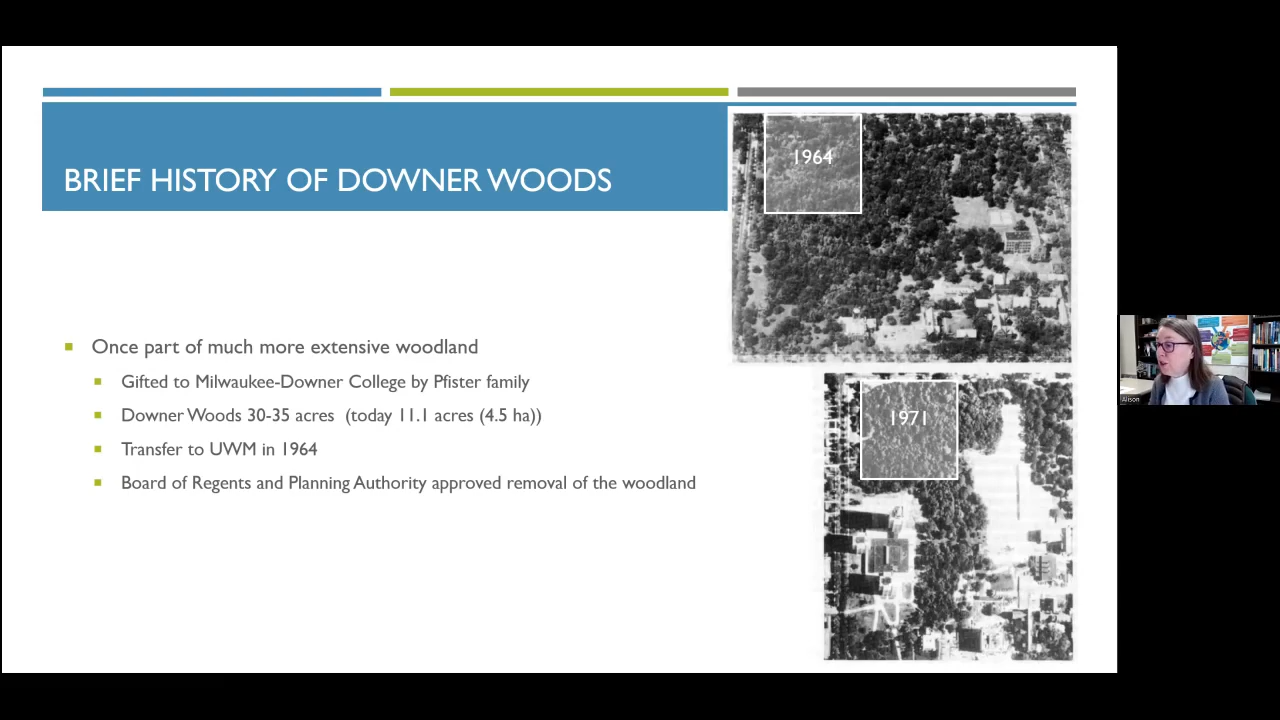 BRIEF HISTORY OF DOWNER WOODS
1964
Once part of much more extensive woodland
Gifted to Milwaukee-Downer College by Pfister family
Downer Woods 30-35 acres (today 11.1 acres (4.5 ha))
Transfer to UWM in 1964
Board of Regents and Planning Authority approved removal of the woodland
1971
Alison